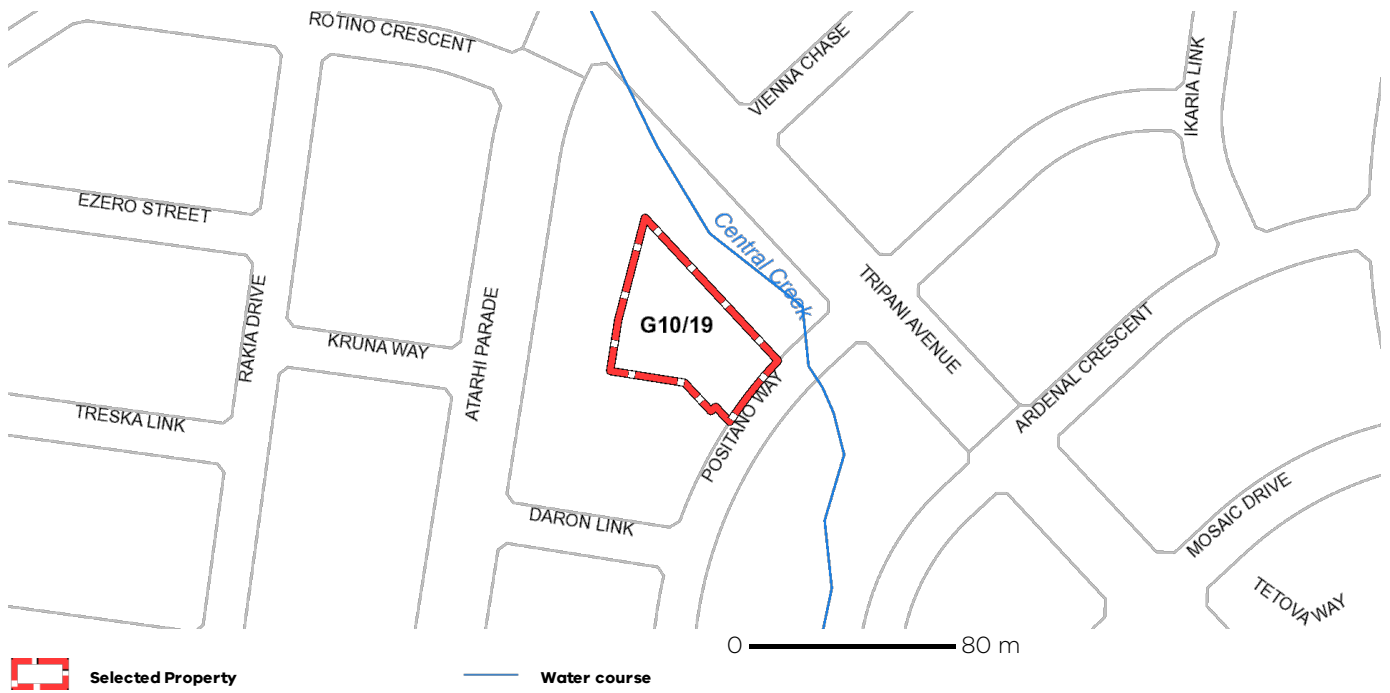 ROTINO CRESCENT
VIENNA CHASE
IKARIA LINK
EZERO STREET
Central Creek
TRIPANI AVENUE
RAKIA DRIVE
G10/19
KRUNA WAY
ATARHI PARADE
ARDENAL CRESCENT
TRESKA LINK
POSITANO WAY
DARON LINK
MOSAIC DRIVE
TETOVA WAY
0 80 m
Selected Property
Water course